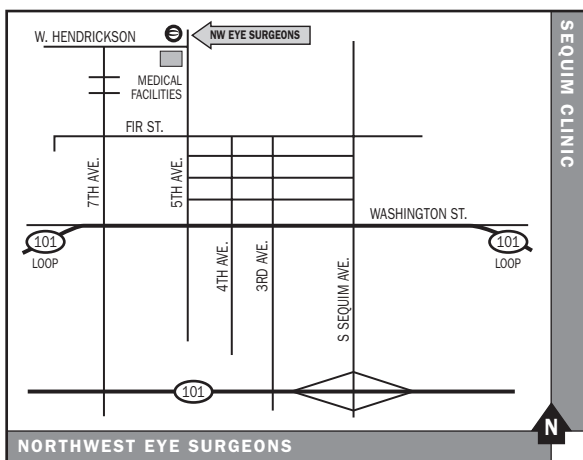 W. HENDRICKSON
NW EYE SURGEONS
MEDICAL
FACILITIES
FIR ST.
7TH AVE.
5TH AVE.
WASHINGTON ST.
101
LOOP
101
LOOP
4TH AVE.
3RD AVE.
S SEQUIM AVE.
101
SEQUIM CLINIC
N
NORTHWEST EYE SURGEONS